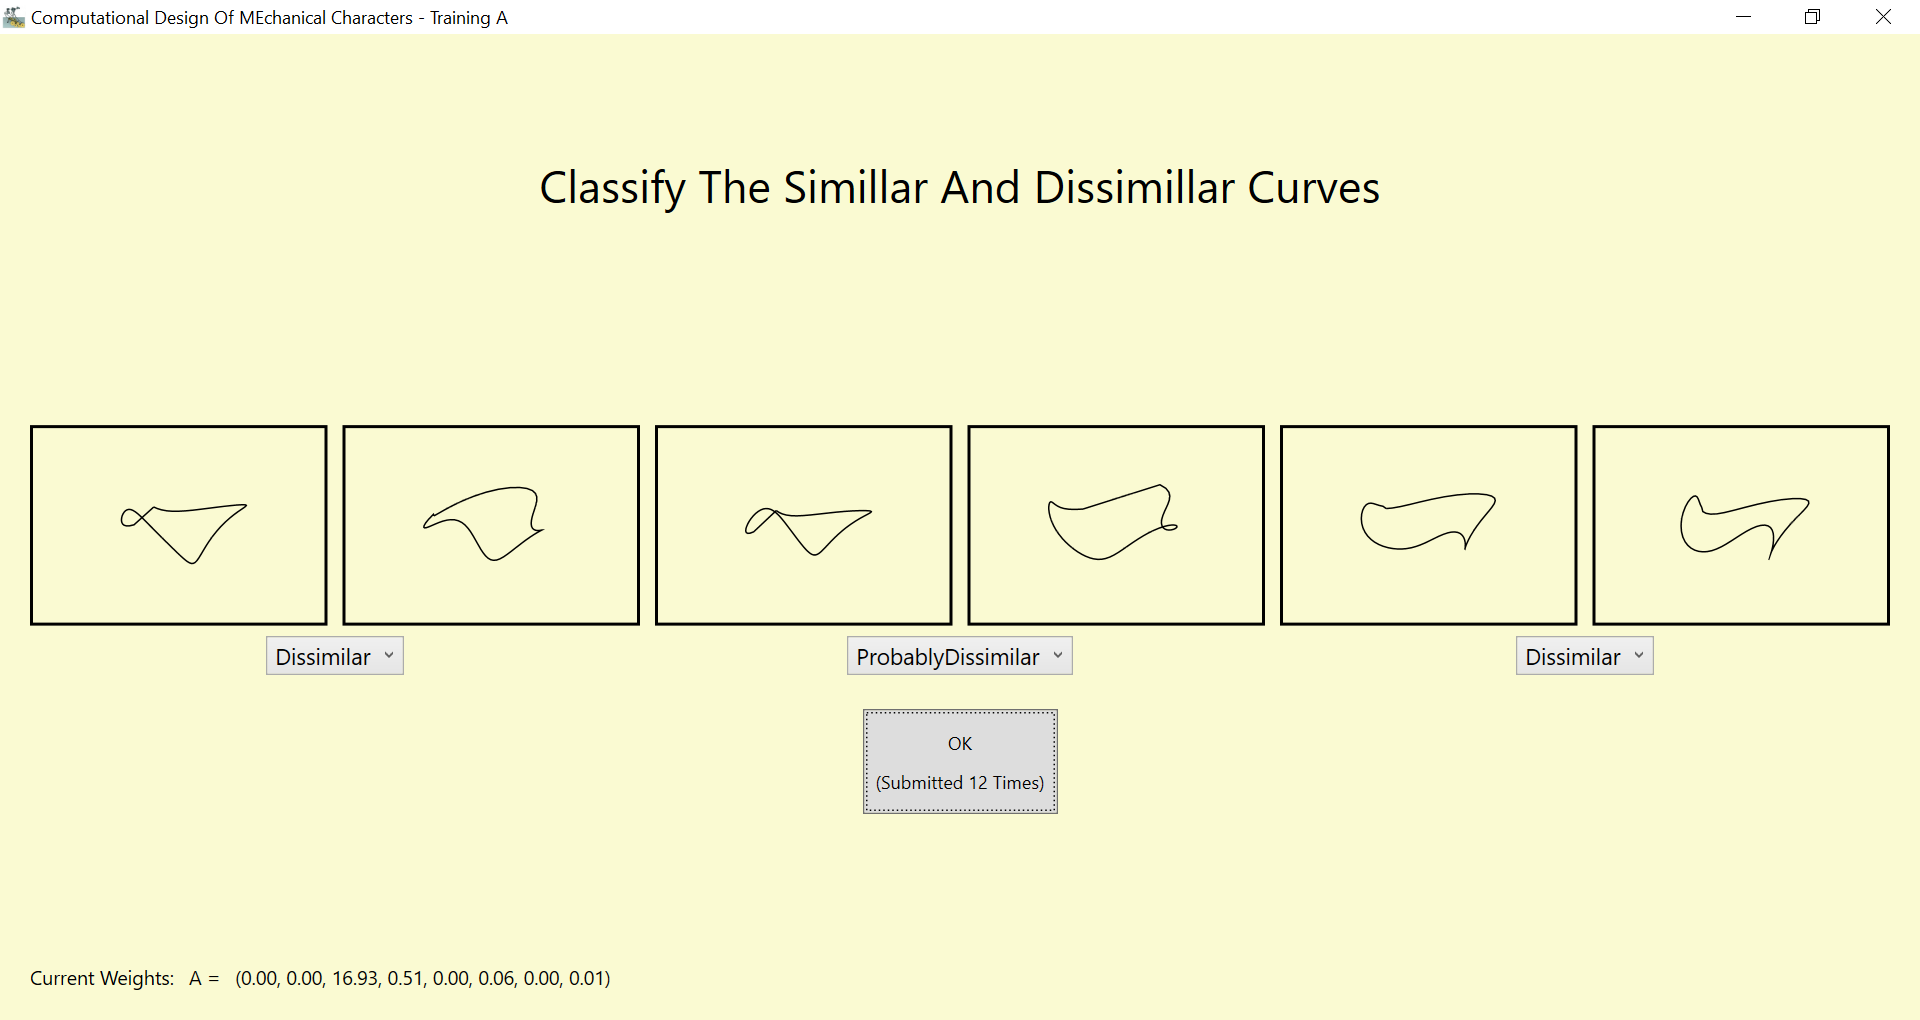 Computational Design Of MEchanical Characters - Training A
Classify The Simillar And Dissimillar Curves
Dissimilar
ProbablyDissimilar
Dissimilar
OK
(Submitted 12 Times)
Current Weights: A = (0.00, 0.00, 16.93, 0.51, 0.00, 0.06, 0.00, 0.01)